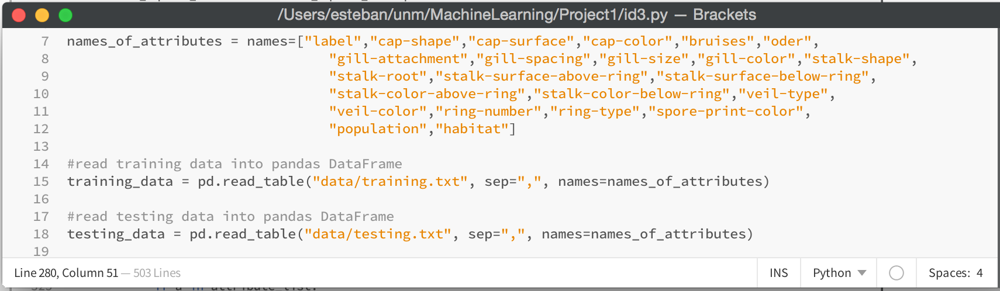 /Users/esteban/unm/MachineLearning/Project1/id3.py — Brackets
7 names_of_attributes = names=["label","cap-shape","cap-surface","cap-color","bruises","oder",
8 "gill-attachment","gill-spacing","gill-size","gill-color","stalk-shape",
9 "stalk-root","stalk-surface-above-ring","stalk-surface-below-ring",
10 "stalk-color-above-ring","stalk-color-below-ring","veil-type",
11 "veil-color","ring-number","ring-type","spore-print-color",
12 "population","habitat"]
13
14 #read training data into pandas DataFrame
15 training_data = pd.read_table("data/training.txt", sep=",", names=names_of_attributes)
16
17 #read testing data into pandas DataFrame
18 testing_data = pd.read_table("data/testing.txt", sep=",", names=names_of_attributes)
19
Line 280, Column 51 — 503 Lines INS Python Spaces: 4